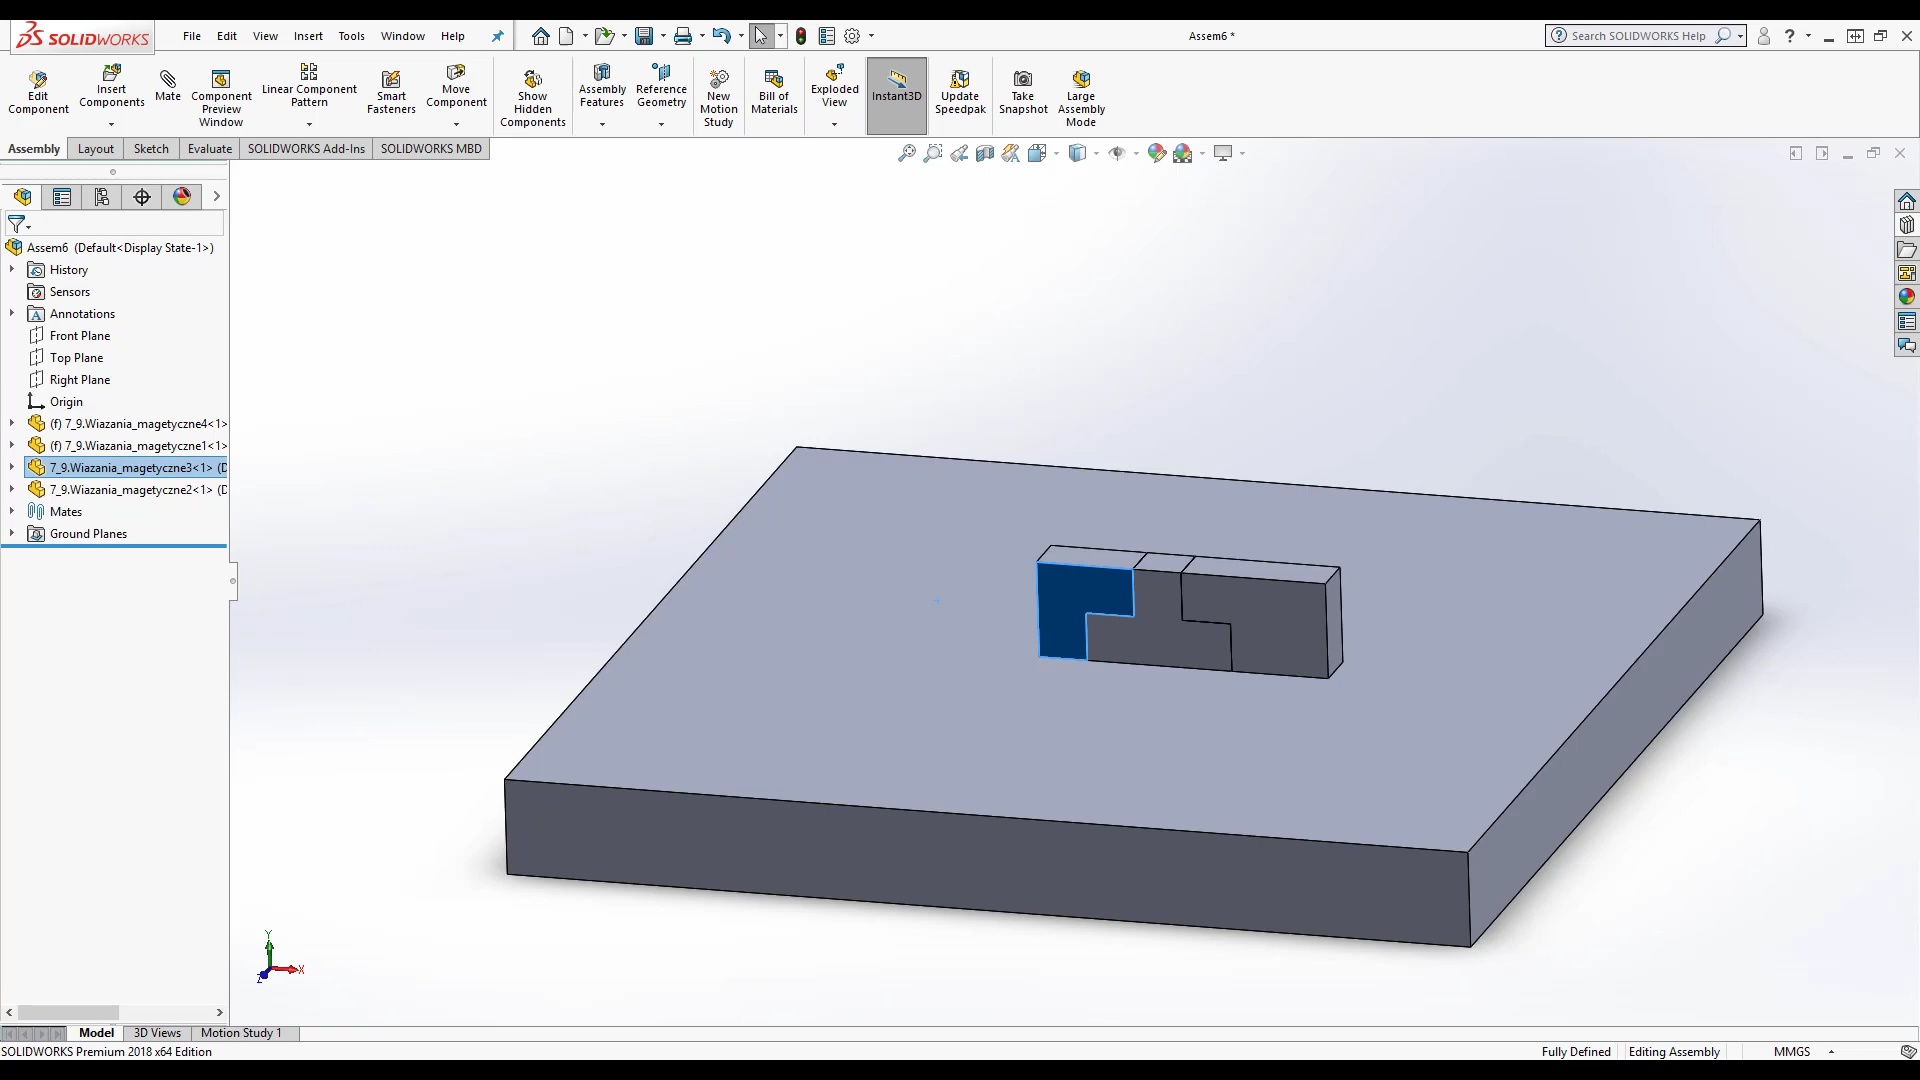 SOLIDWORKS File Edit View Insert Tools Window Help Assem6 * Search SOLIDWORKS Help
Edit Component
Insert Components
Mate
Component Preview Window
Linear Component Pattern
Smart Fasteners
Move Component
Show Hidden Components
Assembly Features
Reference Geometry
New Motion Study
Bill of Materials
Exploded View
Instant3D
Update Speedpak
Take Snapshot
Large Assembly Mode
Assembly Layout Sketch Evaluate SOLIDWORKS Add-Ins SOLIDWORKS MBD
Assem6 (Default<Display State-1>)
History
Sensors
Annotations
Front Plane
Top Plane
Right Plane
Origin
(f) 7_9.Wiazania_magetyczne4<1>
(f) 7_9.Wiazania_magetyczne1<1>
7_9.Wiazania_magetyczne3<1> (D
7_9.Wiazania_magetyczne2<1> (D
Mates
Ground Planes
Y
X
Z
Model 3D Views Motion Study 1
SOLIDWORKS Premium 2018 x64 Edition Fully Defined Editing Assembly MMGS